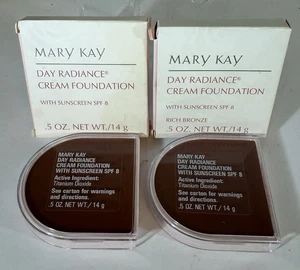 MARY KAY
DAY RADIANCE®
CREAM FOUNDATION
WITH SUNSCREEN SPF 8
.5 OZ. NET WT./14 g
MARY KAY
DAY RADIANCE®
CREAM FOUNDATION
WITH SUNSCREEN SPF 8
RICH BRONZE
.5 OZ. NET WT./14 g
MARY KAY
DAY RADIANCE
CREAM FOUNDATION
WITH SUNSCREEN SPF 8
Active Ingredient:
Titanium Dioxide
See carton for warnings
and directions.
.5 OZ. NET WT./14 g
MARY KAY
DAY RADIANCE
CREAM FOUNDATION
WITH SUNSCREEN SPF 8
Active Ingredient:
Titanium Dioxide
See carton for warnings
and directions.
.5 OZ. NET WT./14 g